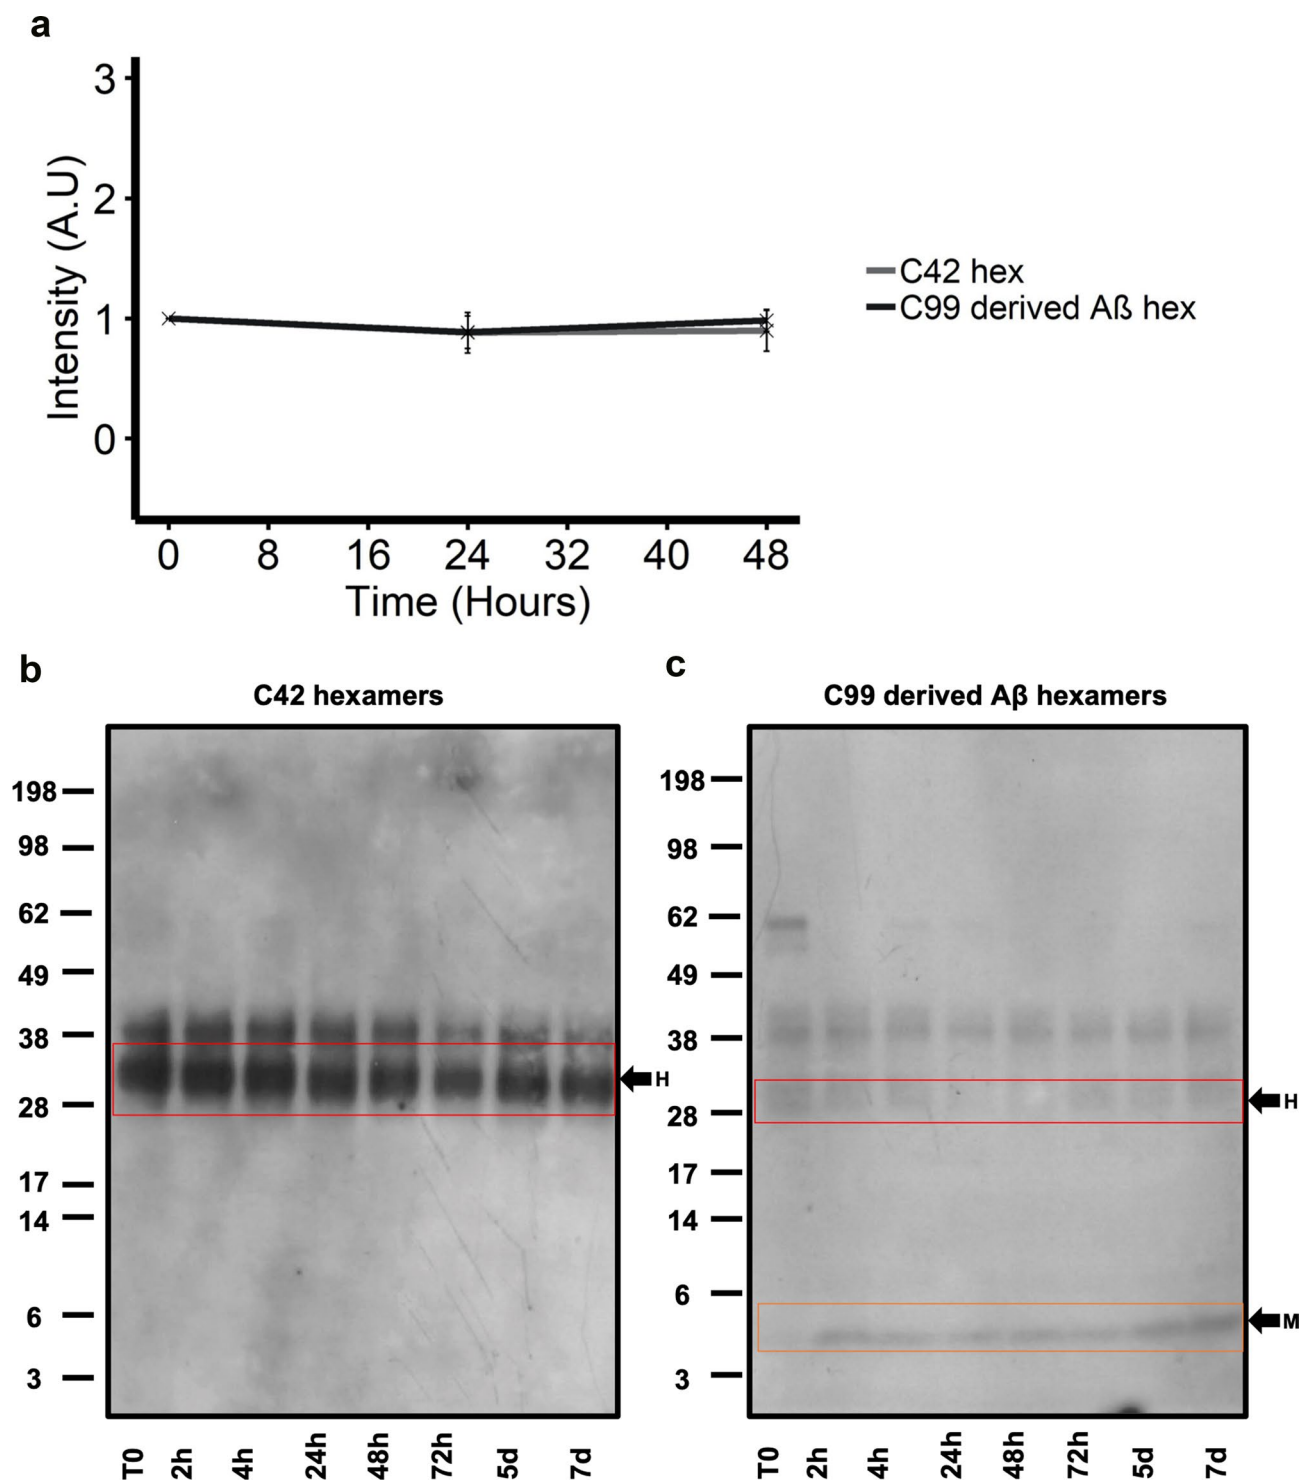 a
3
2
1
0
Intensity (A.U)
0 8 16 24 32 40 48
Time (Hours)
C42 hex
C99 derived Aß hex
b
C42 hexamers
198
98
62
49
38
28
17
14
6
3
H
T0 2h 4h 24h 48h 72h 5d 7d
c
C99 derived Aβ hexamers
198
98
62
49
38
28
17
14
6
3
H
M
T0 2h 4h 24h 48h 72h 5d 7d